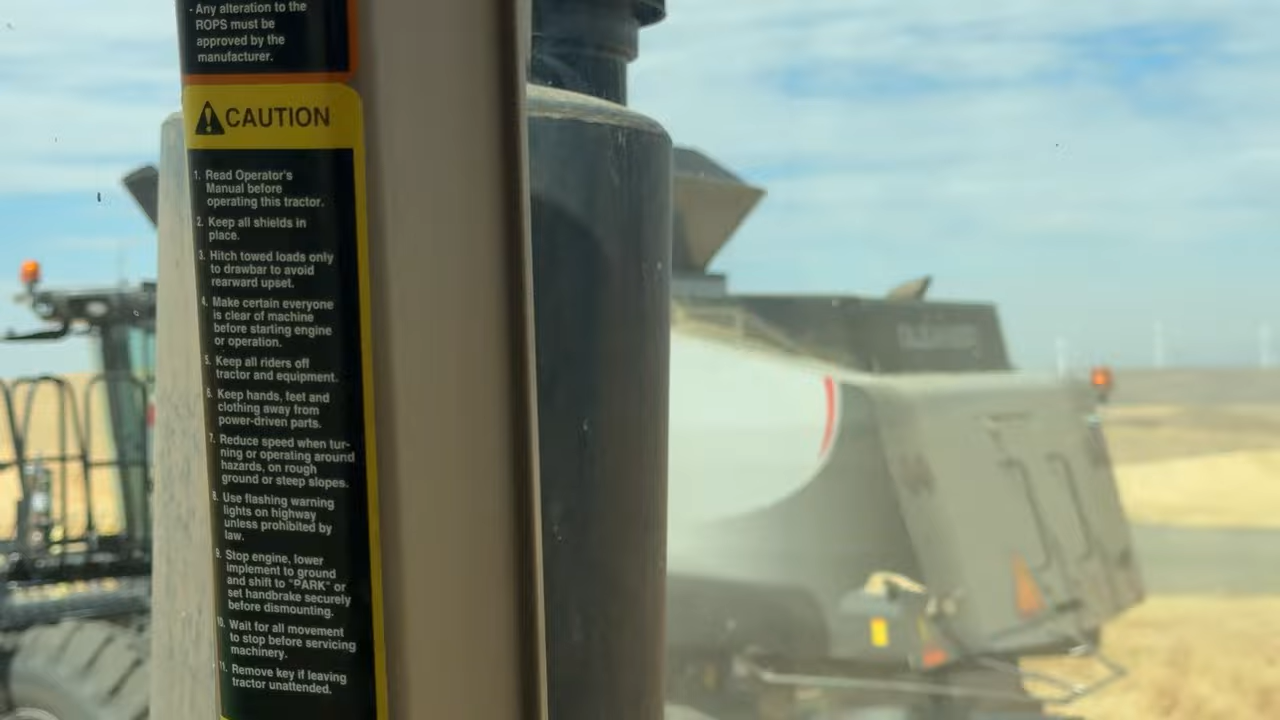 - Any alteration to the
ROPS must be
approved by the
manufacturer.
CAUTION
1. Read Operator's
Manual before
operating this tractor.
2. Keep all shields in
place.
3. Hitch towed loads only
to drawbar to avoid
rearward upset.
4. Make certain everyone
is clear of machine
before starting engine
or operation.
5. Keep all riders off
tractor and equipment.
6. Keep hands, feet and
clothing away from
power-driven parts.
7. Reduce speed when tur-
ning or operating around
hazards, on rough
ground or steep slopes.
8. Use flashing warning
lights on highway
unless prohibited by
law.
9. Stop engine, lower
implement to ground
and shift to "PARK" or
set handbrake securely
before dismounting.
10. Wait for all movement
to stop before servicing
machinery.
11. Remove key if leaving
tractor unattended.